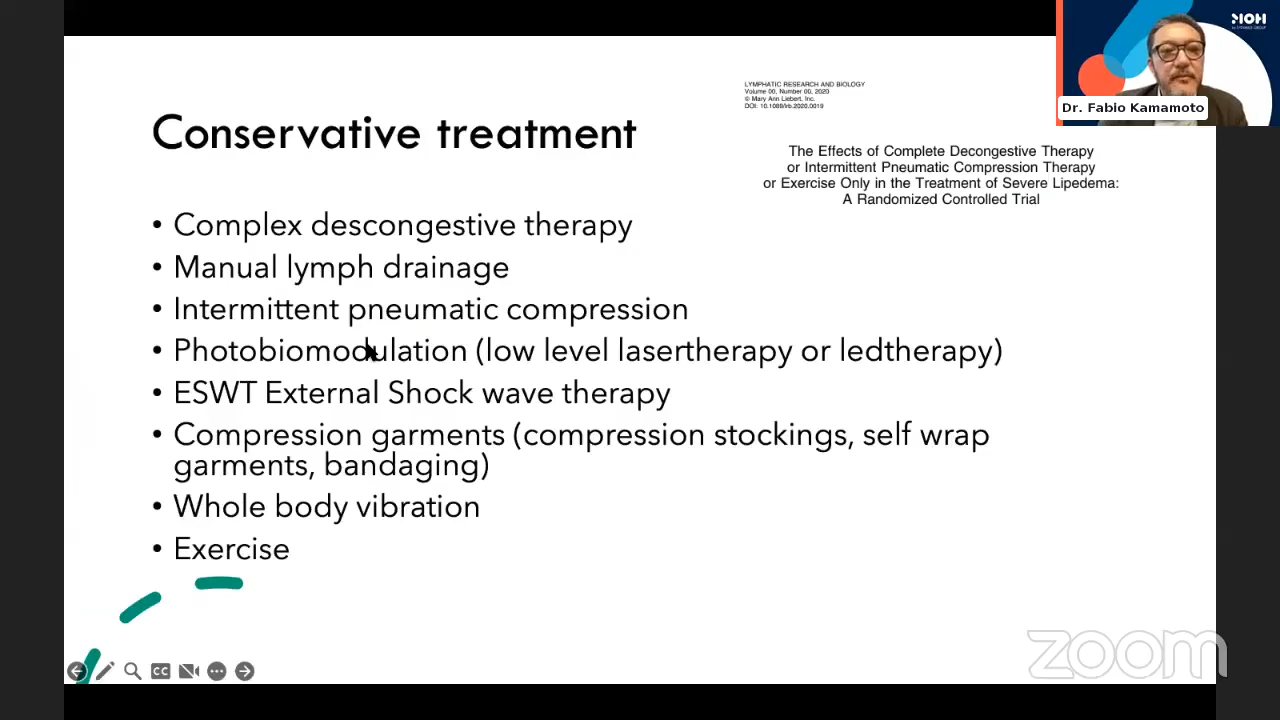 Conservative treatment
LYMPHATIC RESEARCH AND BIOLOGY
Volume 00, Number 00, 2020
© Mary Ann Liebert, Inc.
DOI: 10.1089/lrb.2020.0019
The Effects of Complete Decongestive Therapy
or Intermittent Pneumatic Compression Therapy
or Exercise Only in the Treatment of Severe Lipedema:
A Randomized Controlled Trial
Dr. Fabio Kamamoto
• Complex descongestive therapy
• Manual lymph drainage
• Intermittent pneumatic compression
• Photobiomodulation (low level lasertherapy or ledtherapy)
• ESWT External Shock wave therapy
• Compression garments (compression stockings, self wrap
garments, bandaging)
• Whole body vibration
• Exercise
CC
zoom